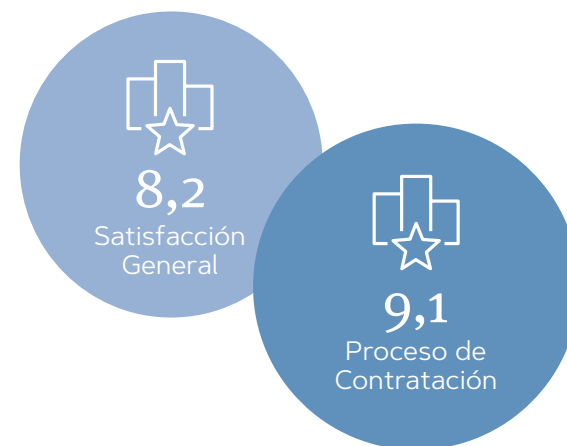 8,2
Satisfacción
General
9,1
Proceso de
Contratación